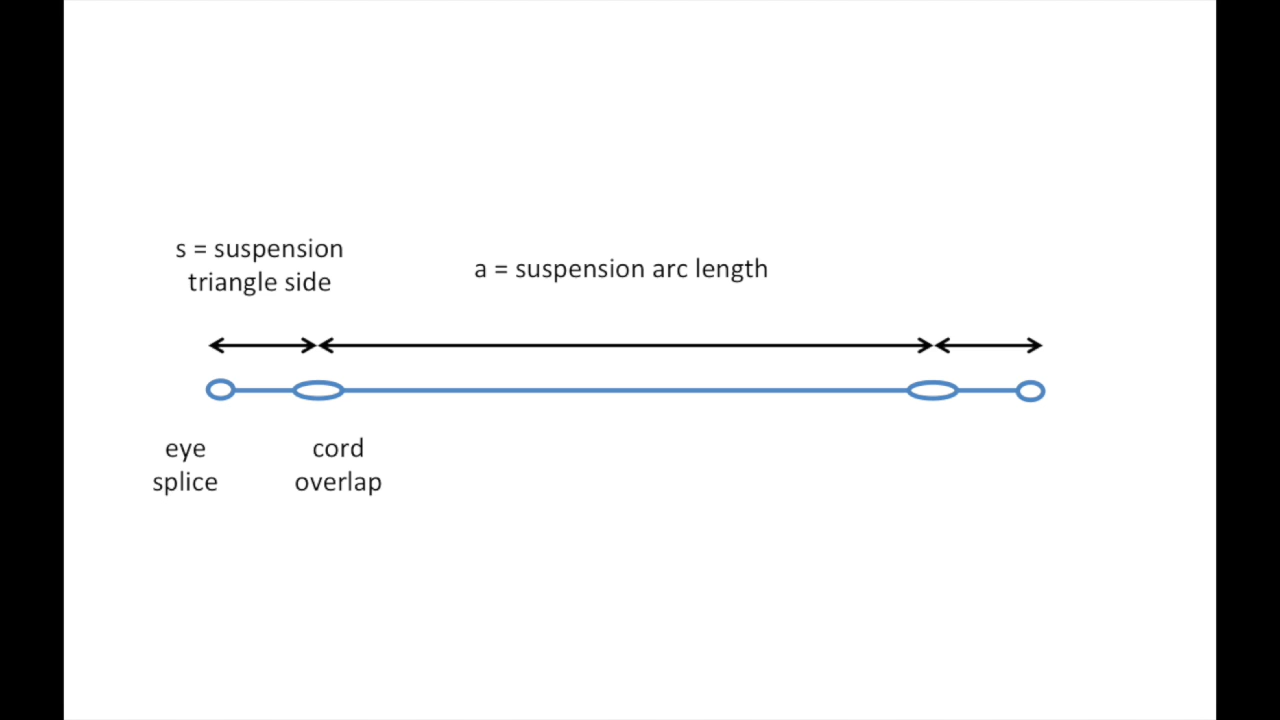 s = suspension
triangle side
a = suspension arc length
eye
splice
cord
overlap